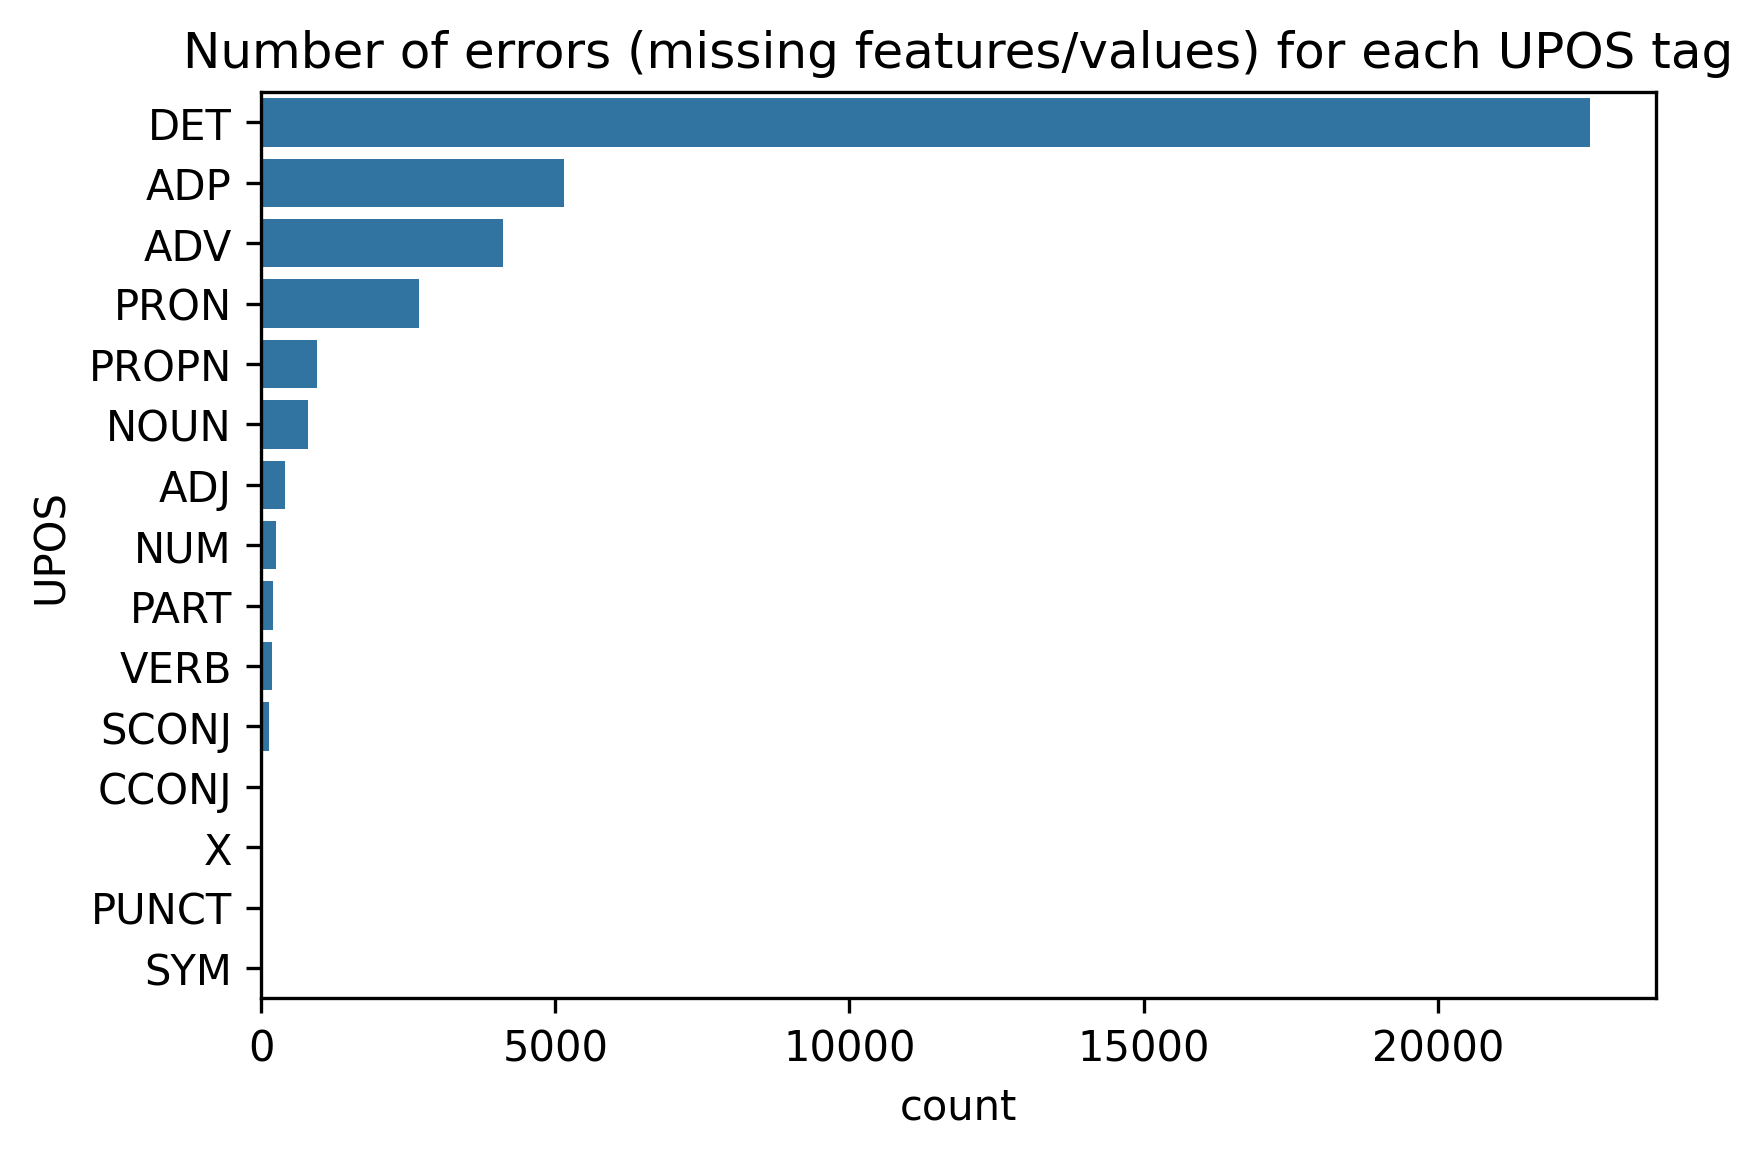 Number of errors (missing features/values) for each UPOS tag
DET
ADP
ADV
PRON
PROPN
NOUN
ADJ
NUM
PART
VERB
SCONJ
CCONJ
X
PUNCT
SYM
UPOS
0 5000 10000 15000 20000
count